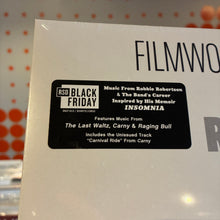 FILMWO
RSD BLACK
FRIDAY
Music From Robbie Robertson
& The Band's Career
Inspired by His Memoir
INSOMNIA
Features Music From
The Last Waltz, Carny & Raging Bull
Includes the Unissued Track
"Carnival Ride" From Carny
R